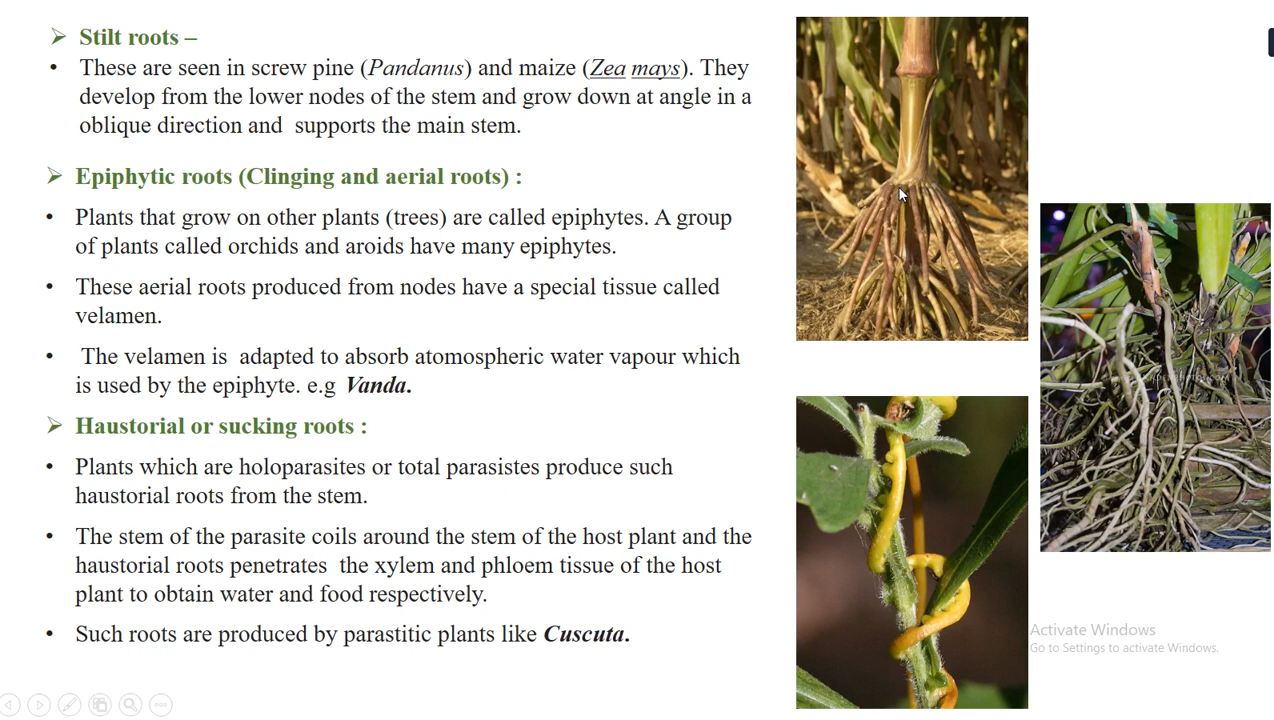 Stilt roots –
These are seen in screw pine (Pandanus) and maize (Zea mays). They
develop from the lower nodes of the stem and grow down at angle in a
oblique direction and supports the main stem.
Epiphytic roots (Clinging and aerial roots) :
Plants that grow on other plants (trees) are called epiphytes. A group
of plants called orchids and aroids have many epiphytes.
These aerial roots produced from nodes have a special tissue called
velamen.
The velamen is adapted to absorb atomospheric water vapour which
is used by the epiphyte. e.g Vanda.
Haustorial or sucking roots :
Plants which are holoparasites or total parasistes produce such
haustorial roots from the stem.
The stem of the parasite coils around the stem of the host plant and the
haustorial roots penetrates the xylem and phloem tissue of the host
plant to obtain water and food respectively.
Such roots are produced by parastitic plants like Cuscuta.
Activate Windows
Go to Settings to activate Windows.